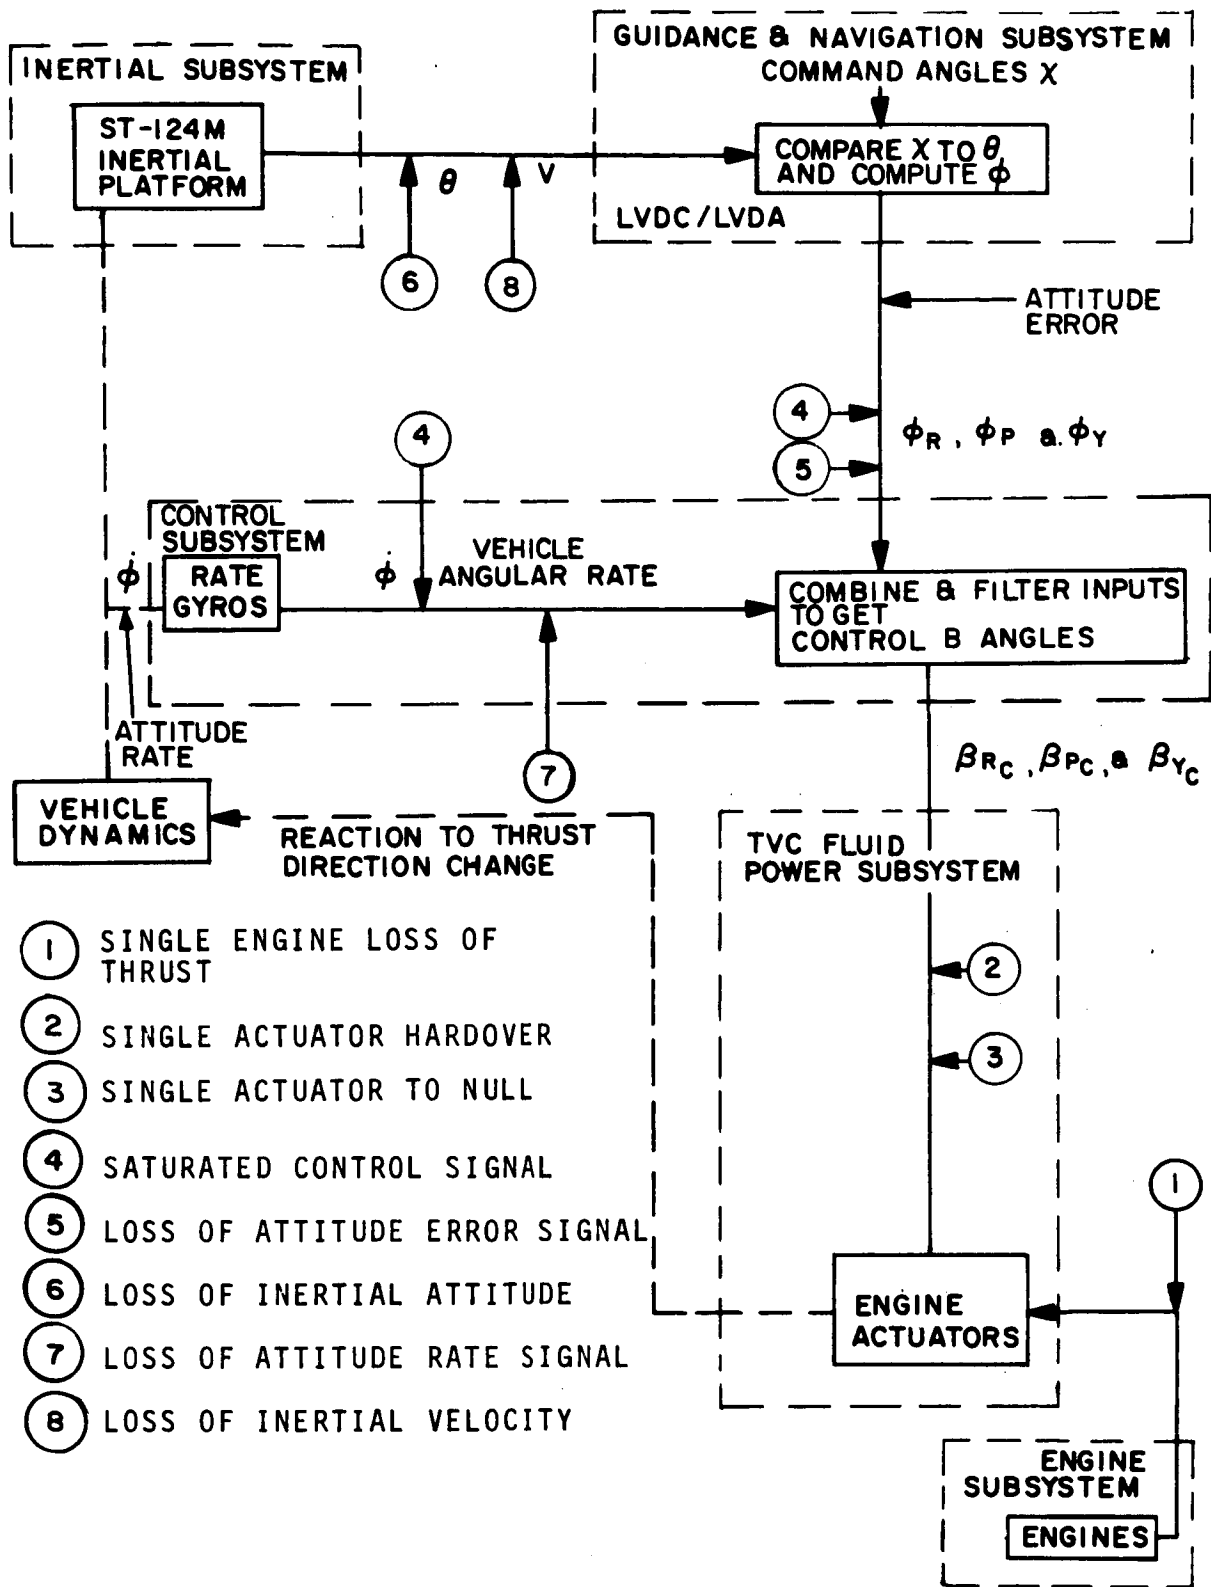 GUIDANCE & NAVIGATION SUBSYSTEM
COMMAND ANGLES χ
INERTIAL SUBSYSTEM
ST-124M
INERTIAL
PLATFORM
COMPARE χ TO θ
AND COMPUTE ϕ
θ
V
LVDC/LVDA
6
8
ATTITUDE
ERROR
4
5
ϕR, ϕP & ϕY
4
CONTROL
SUBSYSTEM
ϕ̇
RATE
GYROS
ϕ̇
VEHICLE
ANGULAR RATE
COMBINE & FILTER INPUTS
TO GET
CONTROL B ANGLES
ATTITUDE
RATE
7
βRC, βPC, & βYC
VEHICLE
DYNAMICS
REACTION TO THRUST
DIRECTION CHANGE
TVC FLUID
POWER SUBSYSTEM
2
3
1
ENGINE
ACTUATORS
ENGINE
SUBSYSTEM
ENGINES
1 SINGLE ENGINE LOSS OF
THRUST
2 SINGLE ACTUATOR HARDOVER
3 SINGLE ACTUATOR TO NULL
4 SATURATED CONTROL SIGNAL
5 LOSS OF ATTITUDE ERROR SIGNAL
6 LOSS OF INERTIAL ATTITUDE
7 LOSS OF ATTITUDE RATE SIGNAL
8 LOSS OF INERTIAL VELOCITY